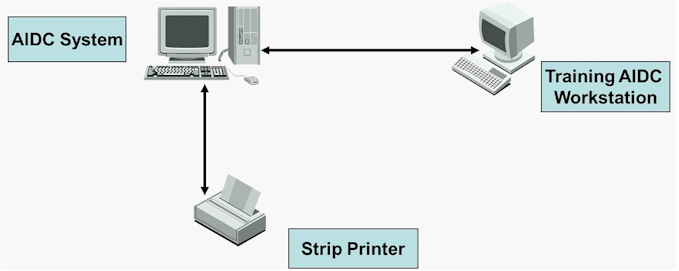 AIDC System
Training AIDC
Workstation
Strip Printer